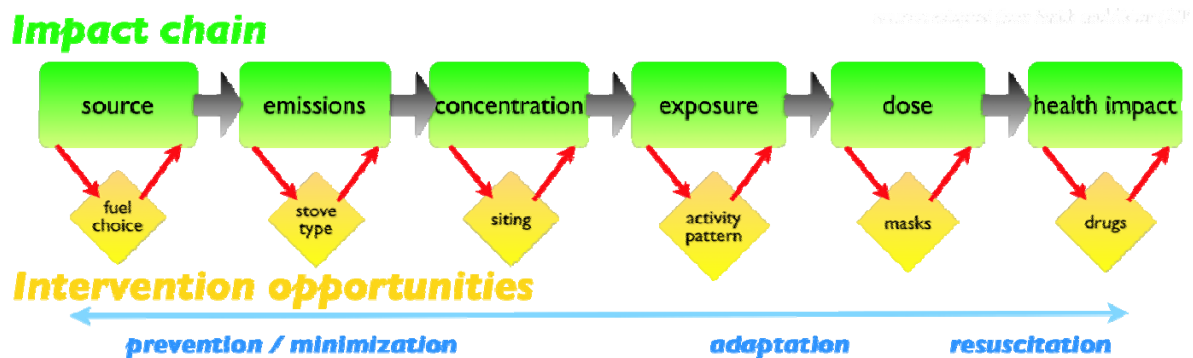 Impact chain
source
emissions
concentration
exposure
dose
health impact
fuel
choice
stove
type
siting
activity
pattern
masks
drugs
Intervention opportunities
prevention / minimization
adaptation
resuscitation